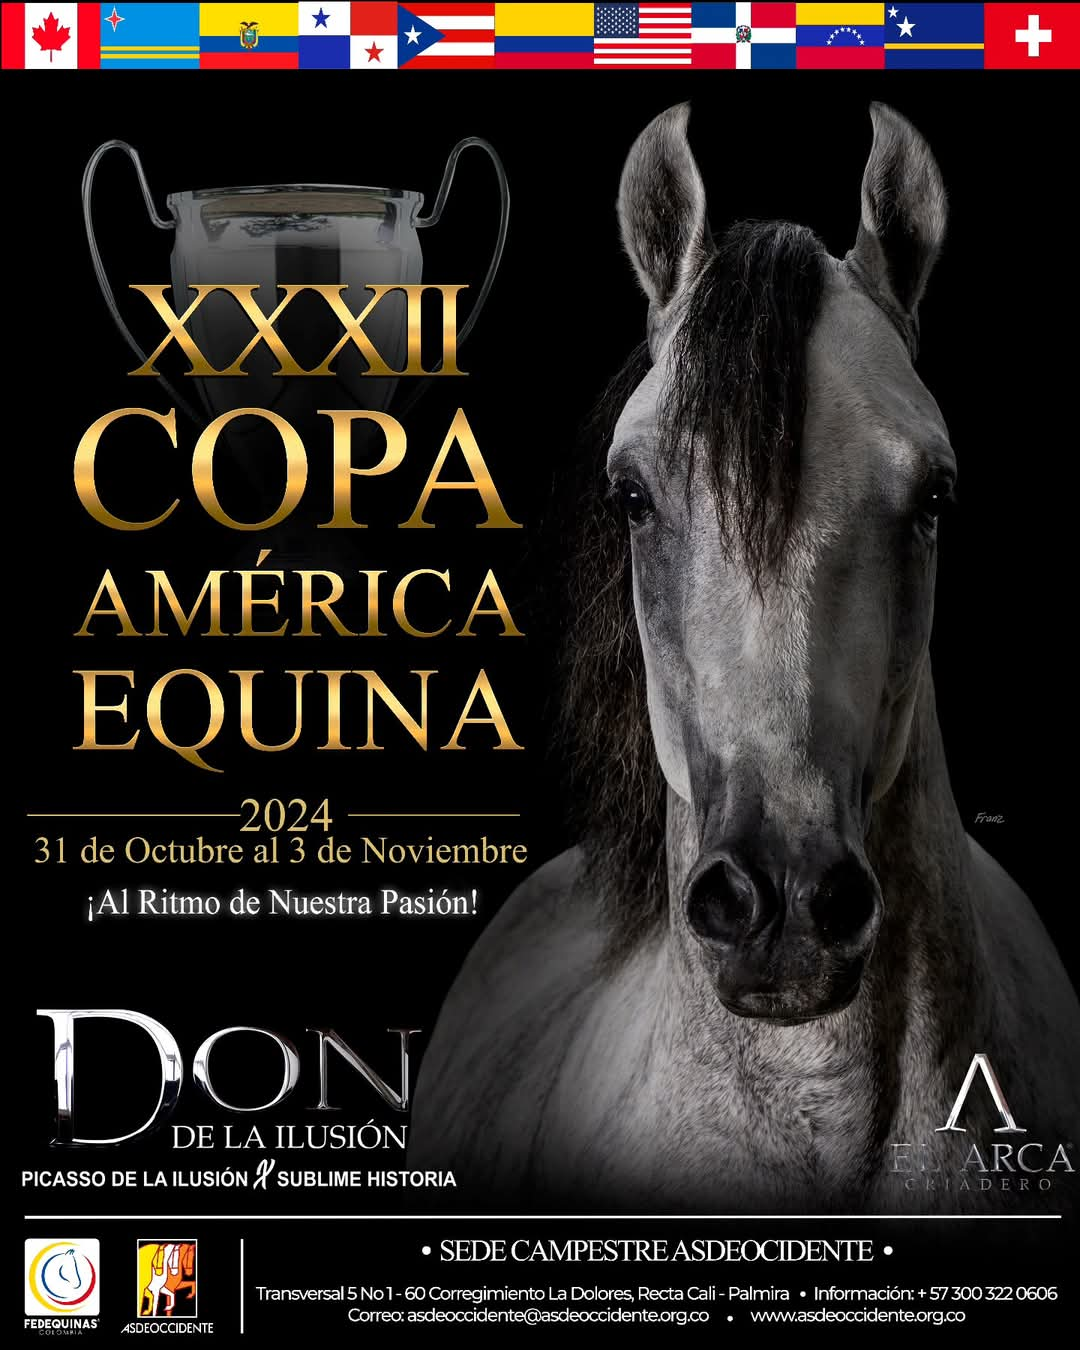 XXXII
COPA
AMÉRICA
EQUINA
2024
31 de Octubre al 3 de Noviembre
¡Al Ritmo de Nuestra Pasión!
Franz
DON
DE LA ILUSIÓN
PICASSO DE LA ILUSIÓN X SUBLIME HISTORIA
EL ARCA
CRIADERO
FEDEQUINAS
COLOMBIA
ASDEOCCIDENTE
• SEDE CAMPESTRE ASDEOCIDENTE •
Transversal 5 No 1 - 60 Corregimiento La Dolores, Recta Cali - Palmira • Información: + 57 300 322 0606
Correo: asdeoccidente@asdeoccidente.org.co • www.asdeoccidente.org.co